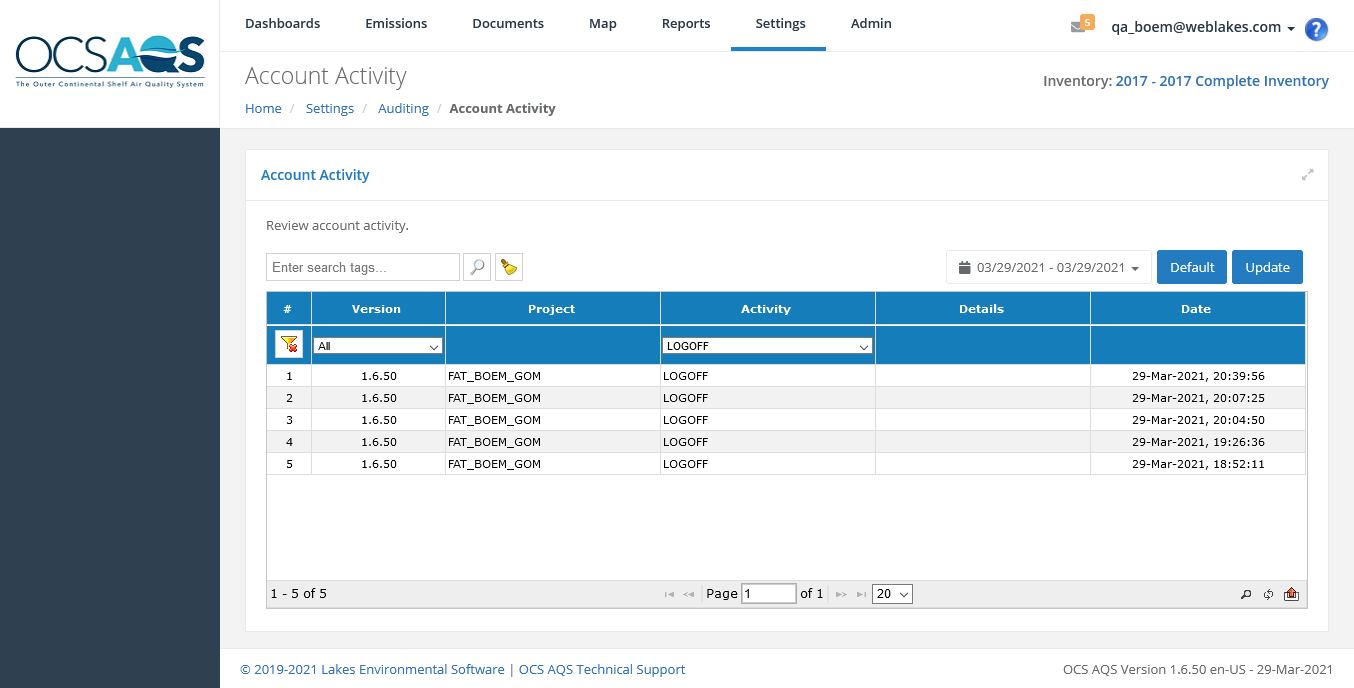 OCSAQS
The Outer Continental Shelf Air Quality System
Dashboards Emissions Documents Map Reports Settings Admin
5
qa_boem@weblakes.com
?
Account Activity
Inventory: 2017 - 2017 Complete Inventory
Home / Settings / Auditing / Account Activity
Account Activity
Review account activity.
Enter search tags...
03/29/2021 - 03/29/2021 Default Update
# Version Project Activity Details Date
All LOGOFF
1 1.6.50 FAT_BOEM_GOM LOGOFF 29-Mar-2021, 20:39:56
2 1.6.50 FAT_BOEM_GOM LOGOFF 29-Mar-2021, 20:07:25
3 1.6.50 FAT_BOEM_GOM LOGOFF 29-Mar-2021, 20:04:50
4 1.6.50 FAT_BOEM_GOM LOGOFF 29-Mar-2021, 19:26:36
5 1.6.50 FAT_BOEM_GOM LOGOFF 29-Mar-2021, 18:52:11
1 - 5 of 5 Page 1 of 1 20
© 2019-2021 Lakes Environmental Software | OCS AQS Technical Support
OCS AQS Version 1.6.50 en-US - 29-Mar-2021